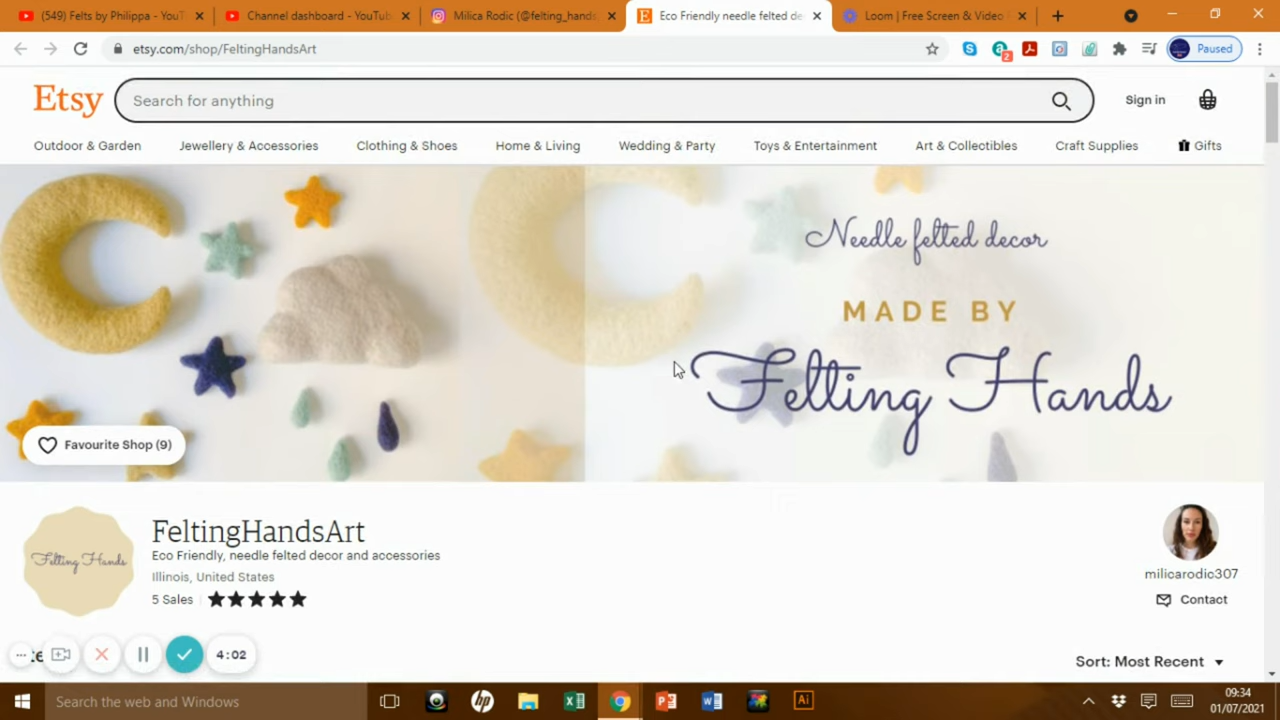 (549) Felts by Philippa - YouT
Channel dashboard - YouTub
Milica Rodic (@felting_hands
Eco Friendly needle felted de
Loom | Free Screen & Video
etsy.com/shop/FeltingHandsArt
2
Paused
Etsy
Search for anything
Sign in
Outdoor & Garden
Jewellery & Accessories
Clothing & Shoes
Home & Living
Wedding & Party
Toys & Entertainment
Art & Collectibles
Craft Supplies
Gifts
Needle felted decor
MADE BY
Felting Hands
Favourite Shop (9)
Felting Hands
FeltingHandsArt
Eco Friendly, needle felted decor and accessories
Illinois, United States
5 Sales
milicarodic307
Contact
4:02
Sort: Most Recent
Search the web and Windows
hp
Ai
09:34
01/07/2021